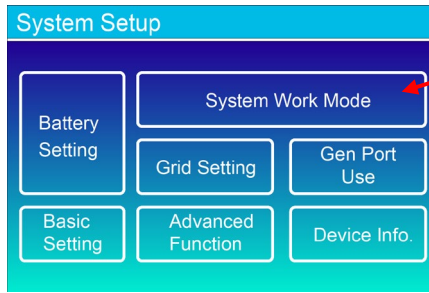 System Setup
Battery
Setting
System Work Mode
Grid Setting
Gen Port
Use
Basic
Setting
Advanced
Function
Device Info.